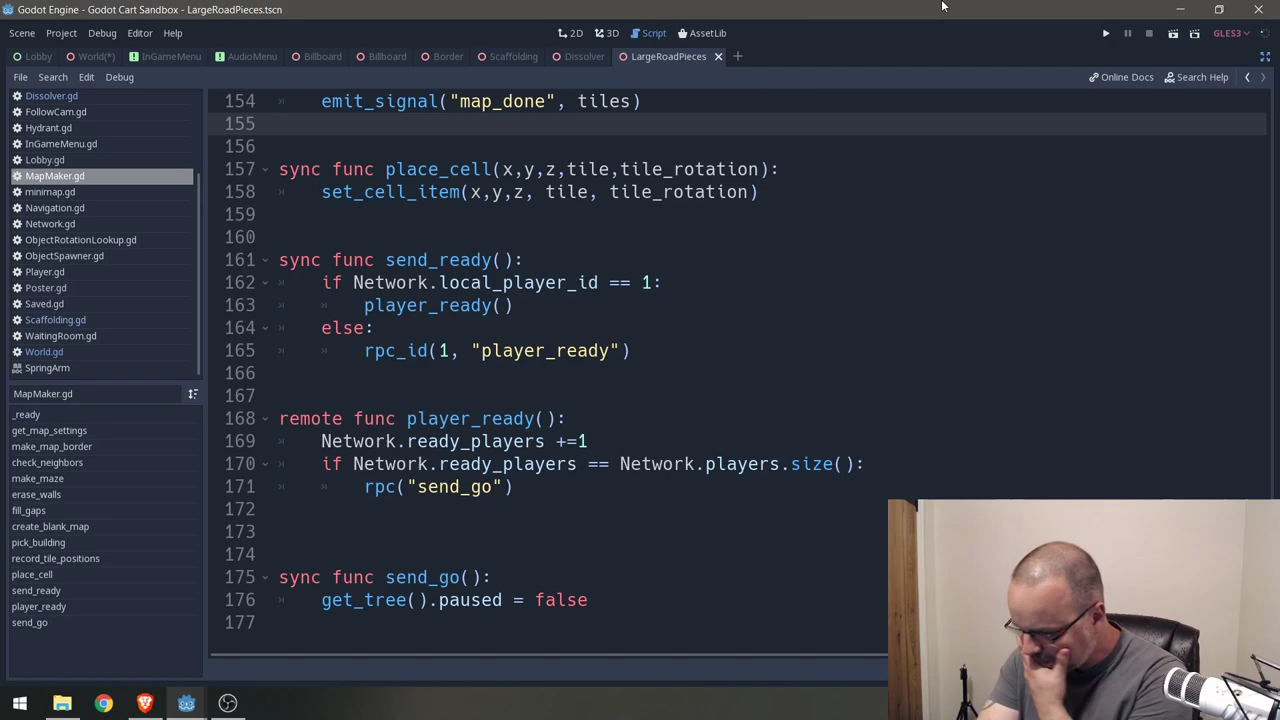 Godot Engine - Godot Cart Sandbox - LargeRoadPieces.tscn
Scene Project Debug Editor Help
2D 3D Script AssetLib
GLES3
Lobby World(*) InGameMenu AudioMenu Billboard Billboard Border Scaffolding Dissolver LargeRoadPieces
File Search Edit Debug
Online Docs Search Help
Dissolver.gd
FollowCam.gd
Hydrant.gd
InGameMenu.gd
Lobby.gd
MapMaker.gd
minimap.gd
Navigation.gd
Network.gd
ObjectRotationLookup.gd
ObjectSpawner.gd
Player.gd
Poster.gd
Saved.gd
Scaffolding.gd
WaitingRoom.gd
World.gd
SpringArm
MapMaker.gd
_ready
get_map_settings
make_map_border
check_neighbors
make_maze
erase_walls
fill_gaps
create_blank_map
pick_building
record_tile_positions
place_cell
send_ready
player_ready
send_go
154 emit_signal("map_done", tiles)
155
156
157 sync func place_cell(x,y,z,tile,tile_rotation):
158 set_cell_item(x,y,z, tile, tile_rotation)
159
160
161 sync func send_ready():
162 if Network.local_player_id == 1:
163 player_ready()
164 else:
165 rpc_id(1, "player_ready")
166
167
168 remote func player_ready():
169 Network.ready_players +=1
170 if Network.ready_players == Network.players.size():
171 rpc("send_go")
172
173
174
175 sync func send_go():
176 get_tree().paused = false
177